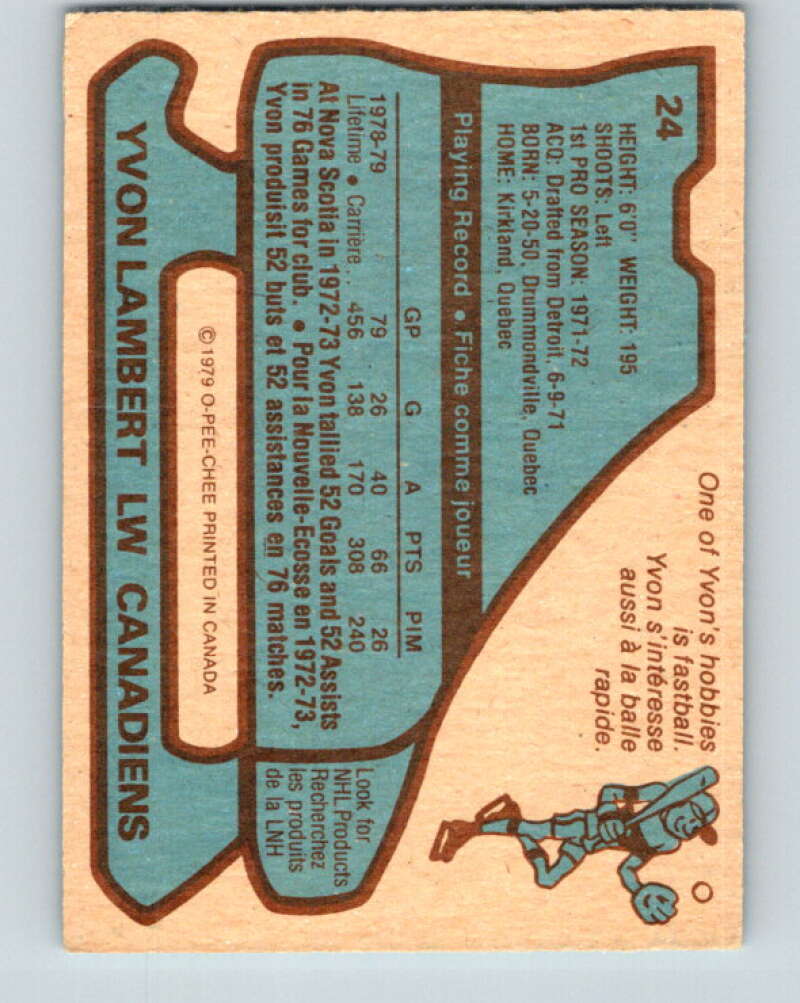 24
HEIGHT: 6'0" WEIGHT: 195
SHOOTS: Left
1st PRO SEASON: 1971-72
ACQ: Drafted from Detroit, 6-9-71
BORN: 5-20-50, Drummondville, Quebec
HOME: Kirkland, Quebec
One of Yvon's hobbies
is fastball.
Yvon s'intéresse
aussi à la balle
rapide.
Playing Record • Fiche comme joueur
GP G A PTS PIM
1978-79 79 26 40 66 26
Lifetime • Carrière.. 456 138 170 308 240
At Nova Scotia in 1972-73 Yvon tallied 52 Goals and 52 Assists
in 76 Games for club. • Pour la Nouvelle-Ecosse en 1972-73,
Yvon produisit 52 buts et 52 assistances en 76 matches.
Look for
NHL Products
Recherchez
les produits
de la LNH
© 1979 O-PEE-CHEE PRINTED IN CANADA
YVON LAMBERT LW CANADIENS